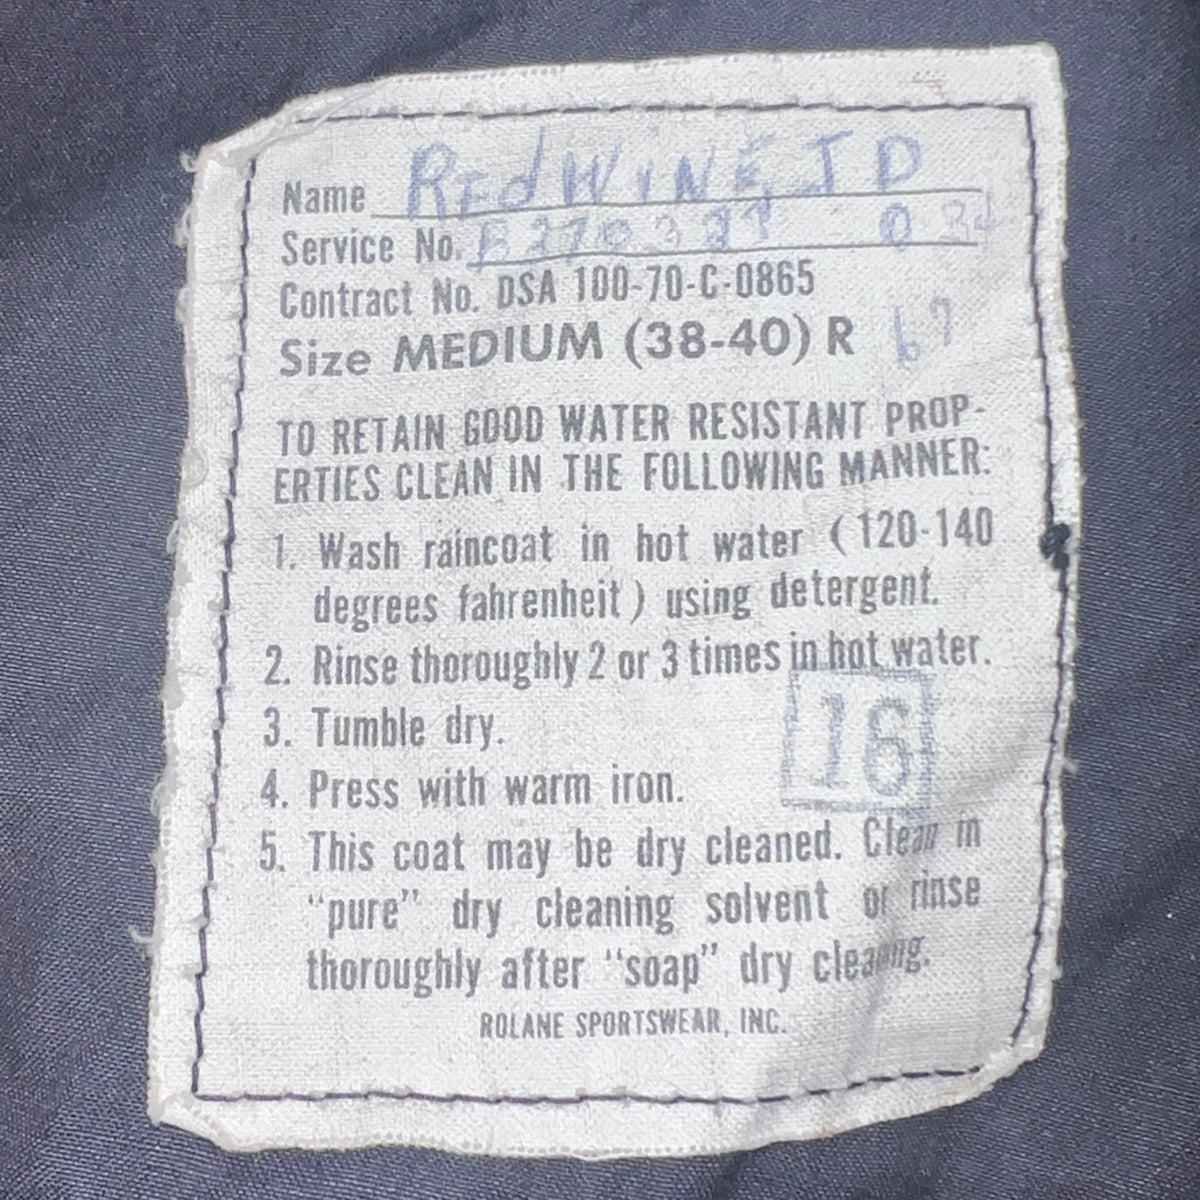 Name REdWINE, J D
Service No.
Contract No. DSA 100-70-C-0865
Size MEDIUM (38-40) R 67
TO RETAIN GOOD WATER RESISTANT PROP-
ERTIES CLEAN IN THE FOLLOWING MANNER:
1. Wash raincoat in hot water (120-140
degrees fahrenheit) using detergent.
2. Rinse thoroughly 2 or 3 times in hot water.
3. Tumble dry.
16
4. Press with warm iron.
5. This coat may be dry cleaned. Clean in
"pure" dry cleaning solvent or rinse
thoroughly after "soap" dry cleaning.
ROLANE SPORTSWEAR, INC.